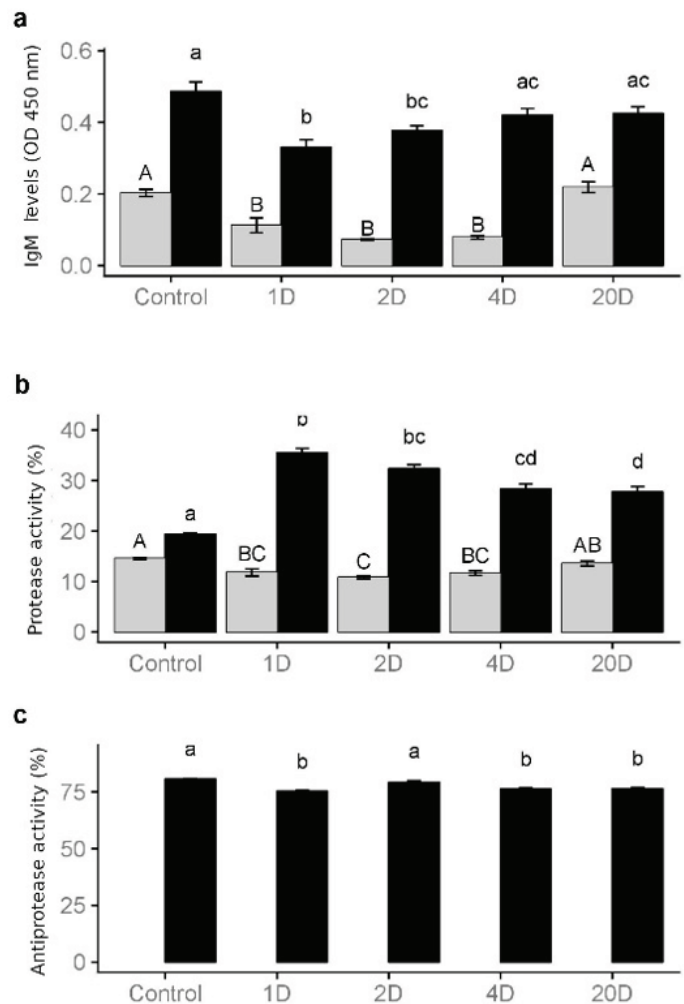 a
IgM levels (OD 450 nm)
0.6
0.4
0.2
0.0
a
b
bc
ac
ac
A
B
B
B
A
Control 1D 2D 4D 20D
b
Protease activity (%)
40
30
20
10
0
a
b
bc
cd
d
A
BC
C
BC
AB
Control 1D 2D 4D 20D
c
Antiprotease activity (%)
75
50
25
0
a
b
a
b
b
Control 1D 2D 4D 20D